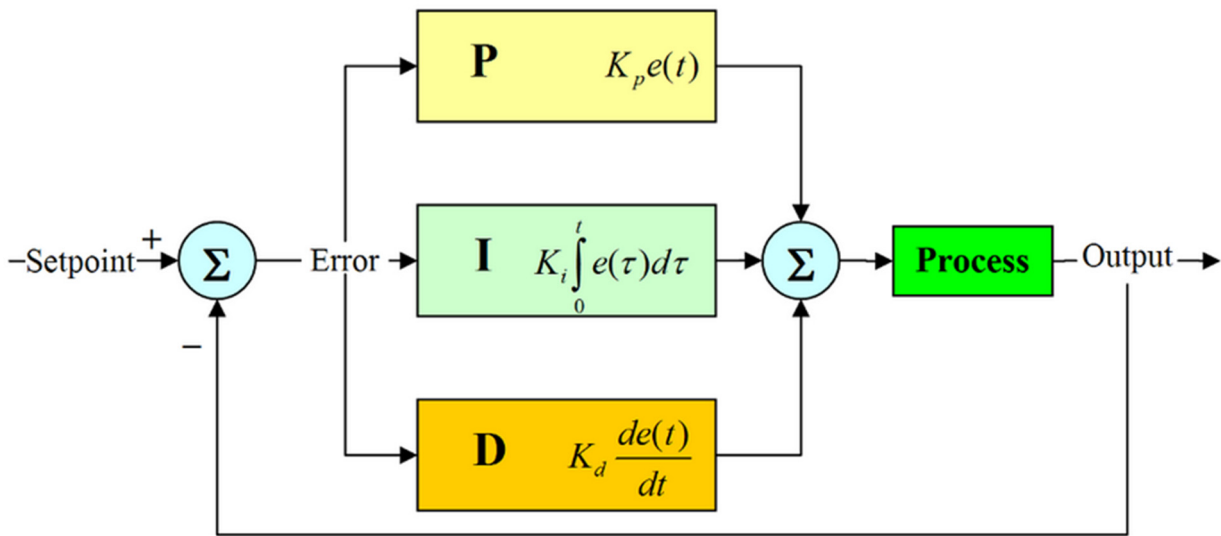 P K_p e(t)
Setpoint + Σ Error I K_i ∫_0^t e(τ)dτ Σ Process Output
−
D K_d de(t)/dt